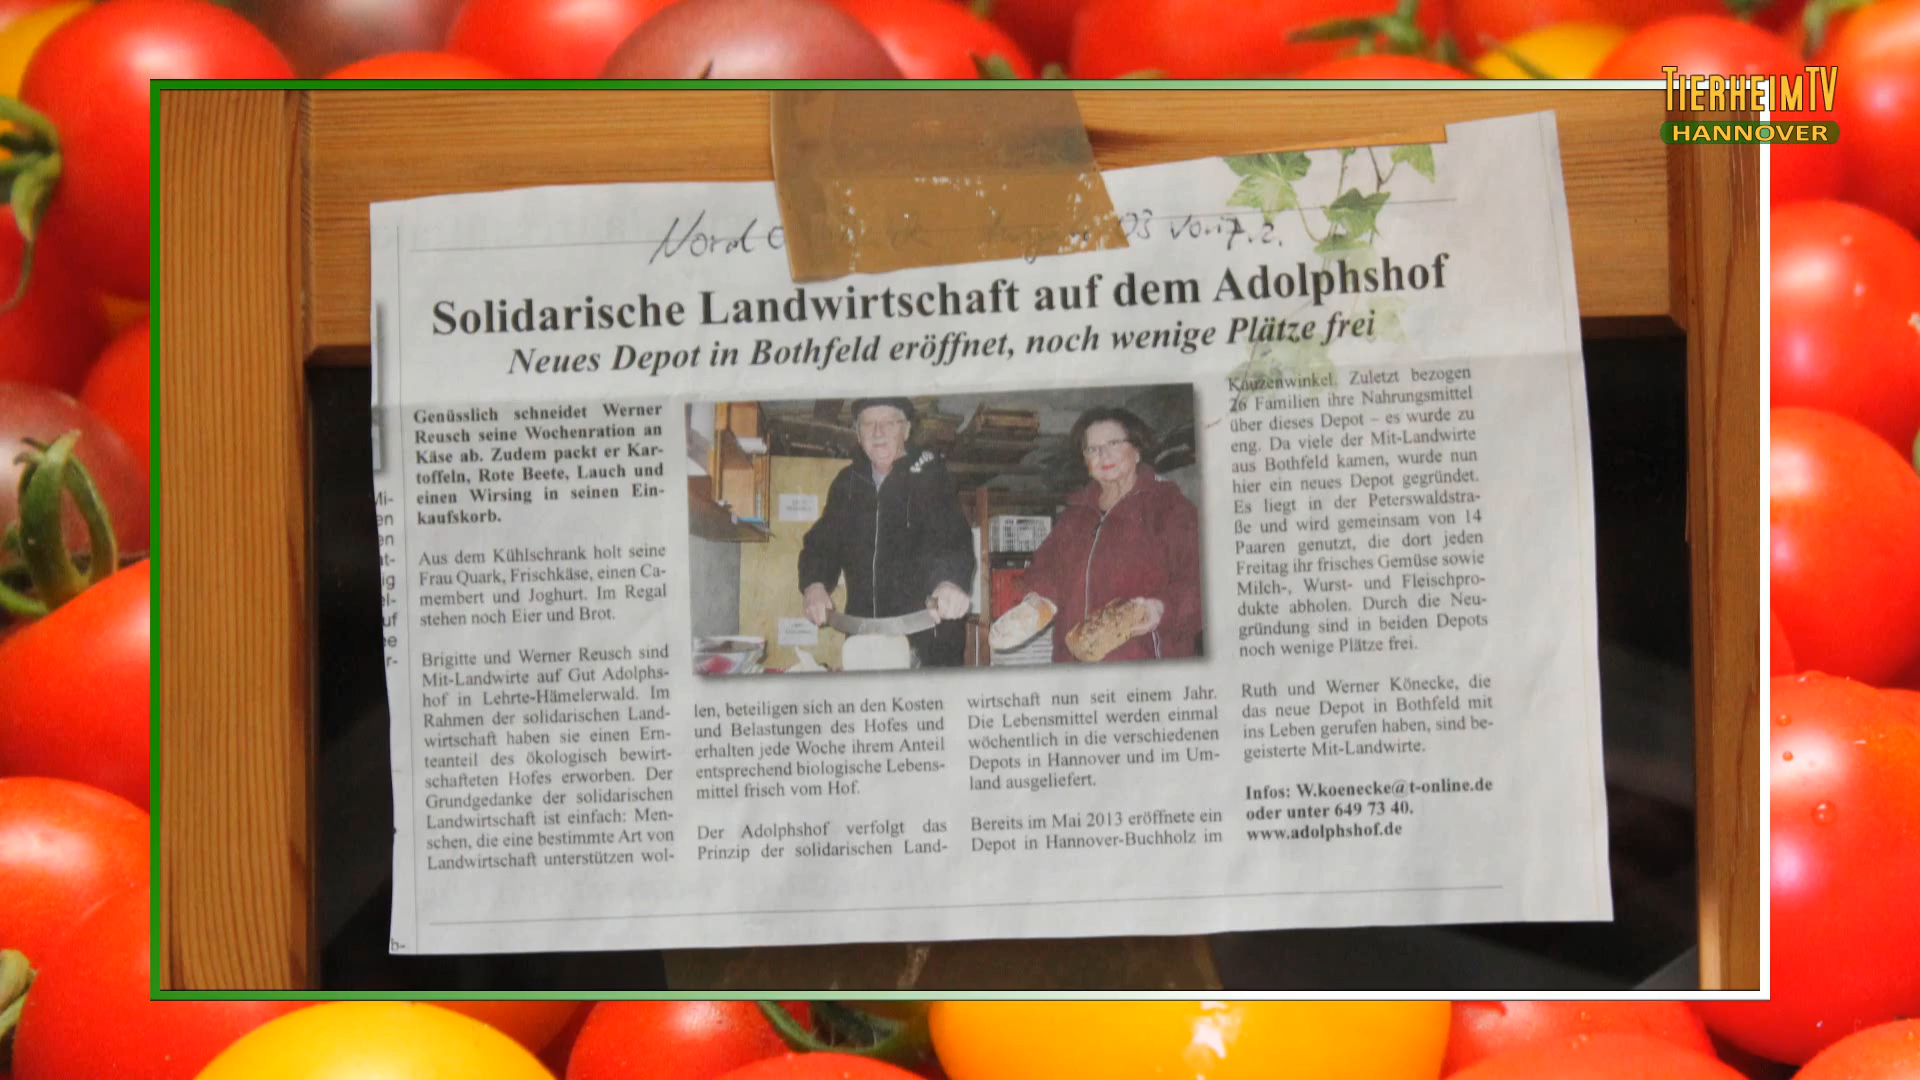 TIERHEIMTV
HANNOVER
Nord
03 von 7.2.
Solidarische Landwirtschaft auf dem Adolphshof
Neues Depot in Bothfeld eröffnet, noch wenige Plätze frei
Genüsslich schneidet Werner
Reusch seine Wochenration an
Käse ab. Zudem packt er Kar-
toffeln, Rote Beete, Lauch und
einen Wirsing in seinen Ein-
kaufskorb.
Aus dem Kühlschrank holt seine
Frau Quark, Frischkäse, einen Ca-
membert und Joghurt. Im Regal
stehen noch Eier und Brot.
Brigitte und Werner Reusch sind
Mit-Landwirte auf Gut Adolphs-
hof in Lehrte-Hämelerwald. Im
Rahmen der solidarischen Land-
wirtschaft haben sie einen Ern-
teanteil des ökologisch bewirt-
schafteten Hofes erworben. Der
Grundgedanke der solidarischen
Landwirtschaft ist einfach: Men-
schen, die eine bestimmte Art von
Landwirtschaft unterstützen wol-
len, beteiligen sich an den Kosten
und Belastungen des Hofes und
erhalten jede Woche ihrem Anteil
entsprechend biologische Lebens-
mittel frisch vom Hof.
Der Adolphshof verfolgt das
Prinzip der solidarischen Land-
wirtschaft nun seit einem Jahr.
Die Lebensmittel werden einmal
wöchentlich in die verschiedenen
Depots in Hannover und im Um-
land ausgeliefert.
Bereits im Mai 2013 eröffnete ein
Depot in Hannover-Buchholz im
Kauzenwinkel. Zuletzt bezogen
26 Familien ihre Nahrungsmittel
über dieses Depot – es wurde zu
eng. Da viele der Mit-Landwirte
aus Bothfeld kamen, wurde nun
hier ein neues Depot gegründet.
Es liegt in der Peterswaldstra-
ße und wird gemeinsam von 14
Paaren genutzt, die dort jeden
Freitag ihr frisches Gemüse sowie
Milch-, Wurst- und Fleischpro-
dukte abholen. Durch die Neu-
gründung sind in beiden Depots
noch wenige Plätze frei.
Ruth und Werner Könecke, die
das neue Depot in Bothfeld mit
ins Leben gerufen haben, sind be-
geisterte Mit-Landwirte.
Infos: W.koenecke@t-online.de
oder unter 649 73 40.
www.adolphshof.de